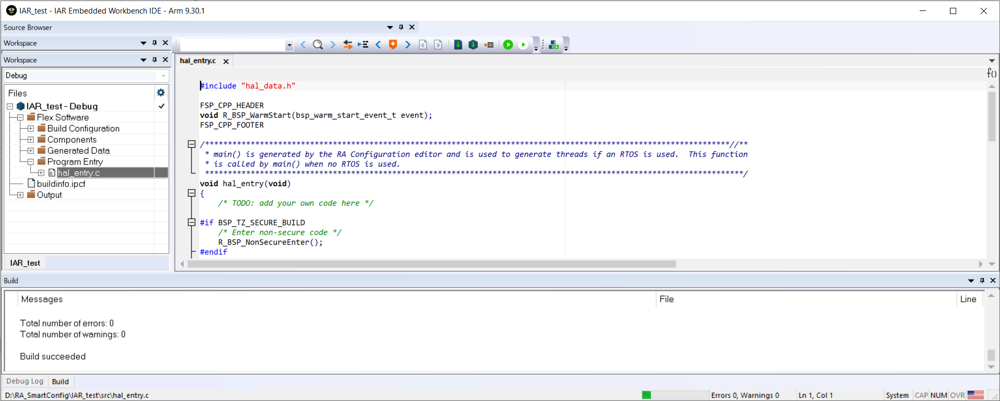 IAR_test - IAR Embedded Workbench IDE - Arm 9.30.1
Source Browser
Workspace
Workspace
Debug
Files
IAR_test - Debug
Flex Software
Build Configuration
Components
Generated Data
Program Entry
hal_entry.c
buildinfo.ipcf
Output
IAR_test
hal_entry.c
f()
#include "hal_data.h"
FSP_CPP_HEADER
void R_BSP_WarmStart(bsp_warm_start_event_t event);
FSP_CPP_FOOTER
/*******************************************************************************************************************//**
* main() is generated by the RA Configuration editor and is used to generate threads if an RTOS is used.  This function
* is called by main() when no RTOS is used.
**********************************************************************************************************************/
void hal_entry(void)
{
/* TODO: add your own code here */
#if BSP_TZ_SECURE_BUILD
/* Enter non-secure code */
R_BSP_NonSecureEnter();
#endif
Build
Messages File Line
Total number of errors: 0
Total number of warnings: 0
Build succeeded
Debug Log Build
D:\RA_SmartConfig\IAR_test\src\hal_entry.c Errors 0, Warnings 0 Ln 1, Col 1 System CAP NUM OVR